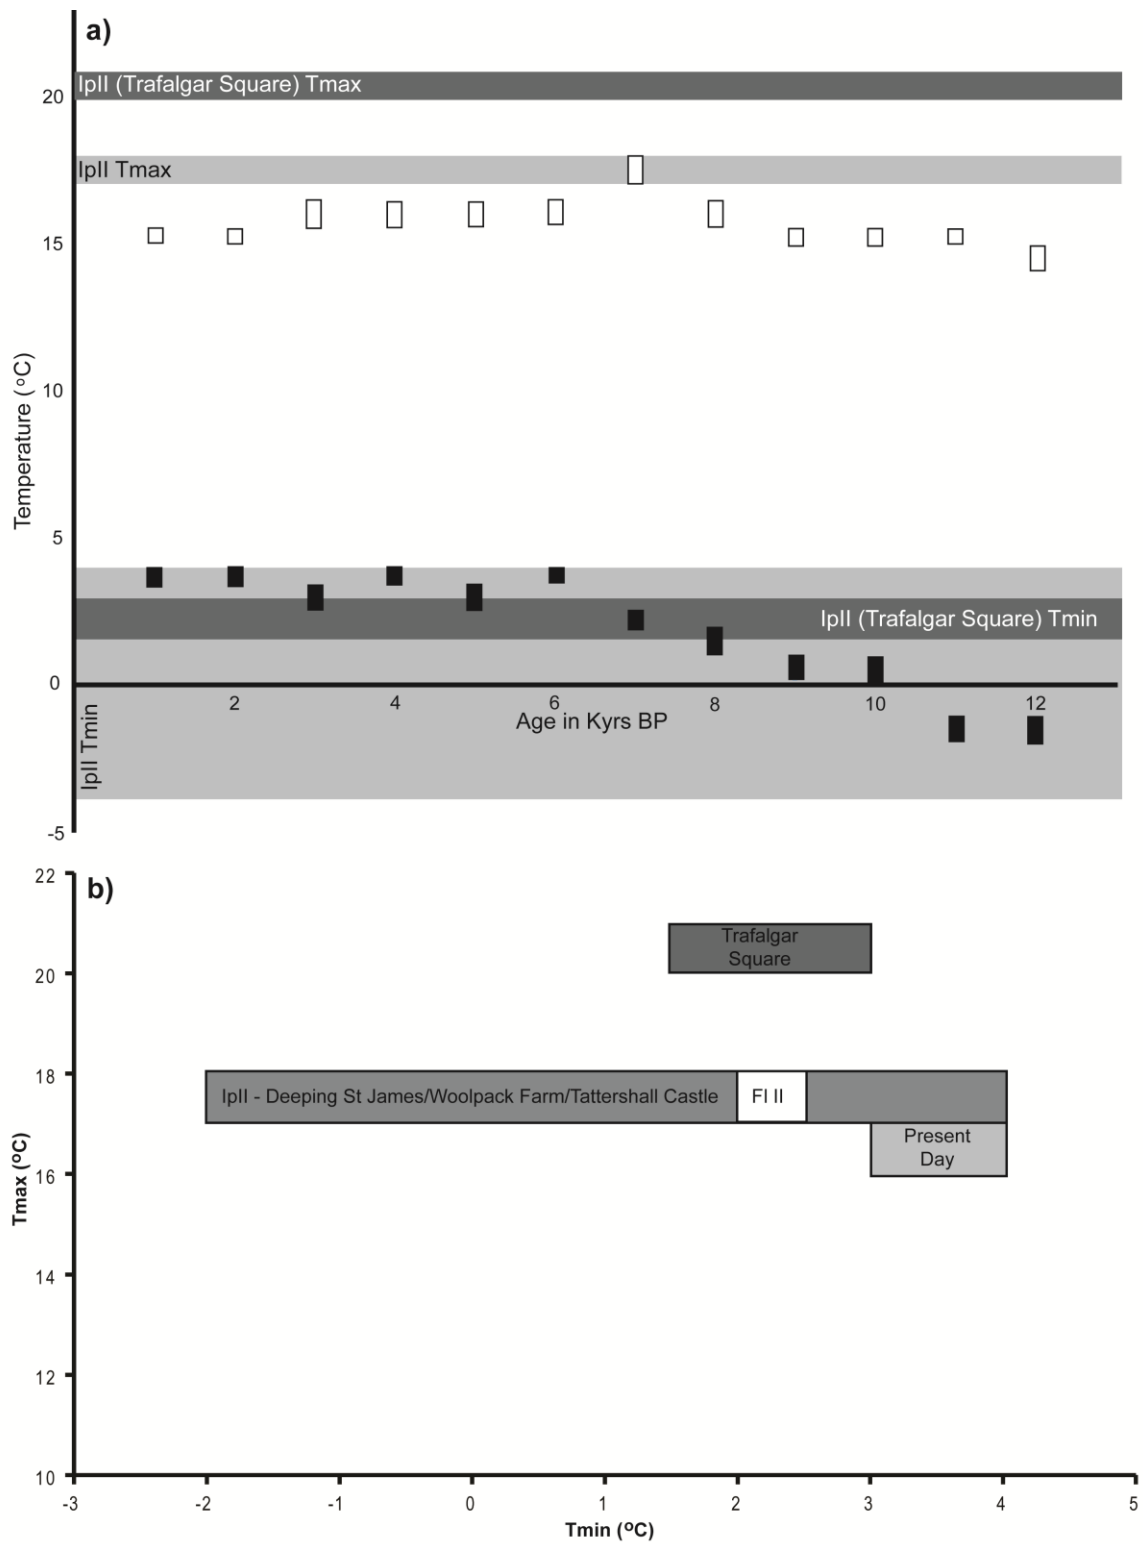 a)
IpII (Trafalgar Square) Tmax
20
IpII Tmax
15
10
Temperature (°C)
5
IpII (Trafalgar Square) Tmin
0
2
4
6
8
10
12
Age in Kyrs BP
IpII Tmin
-5
b)
22
Trafalgar
Square
20
18
IpII - Deeping St James/Woolpack Farm/Tattershall Castle
FI II
Present
Day
16
Tmax (°C)
14
12
10
-3
-2
-1
0
1
2
3
4
5
Tmin (°C)